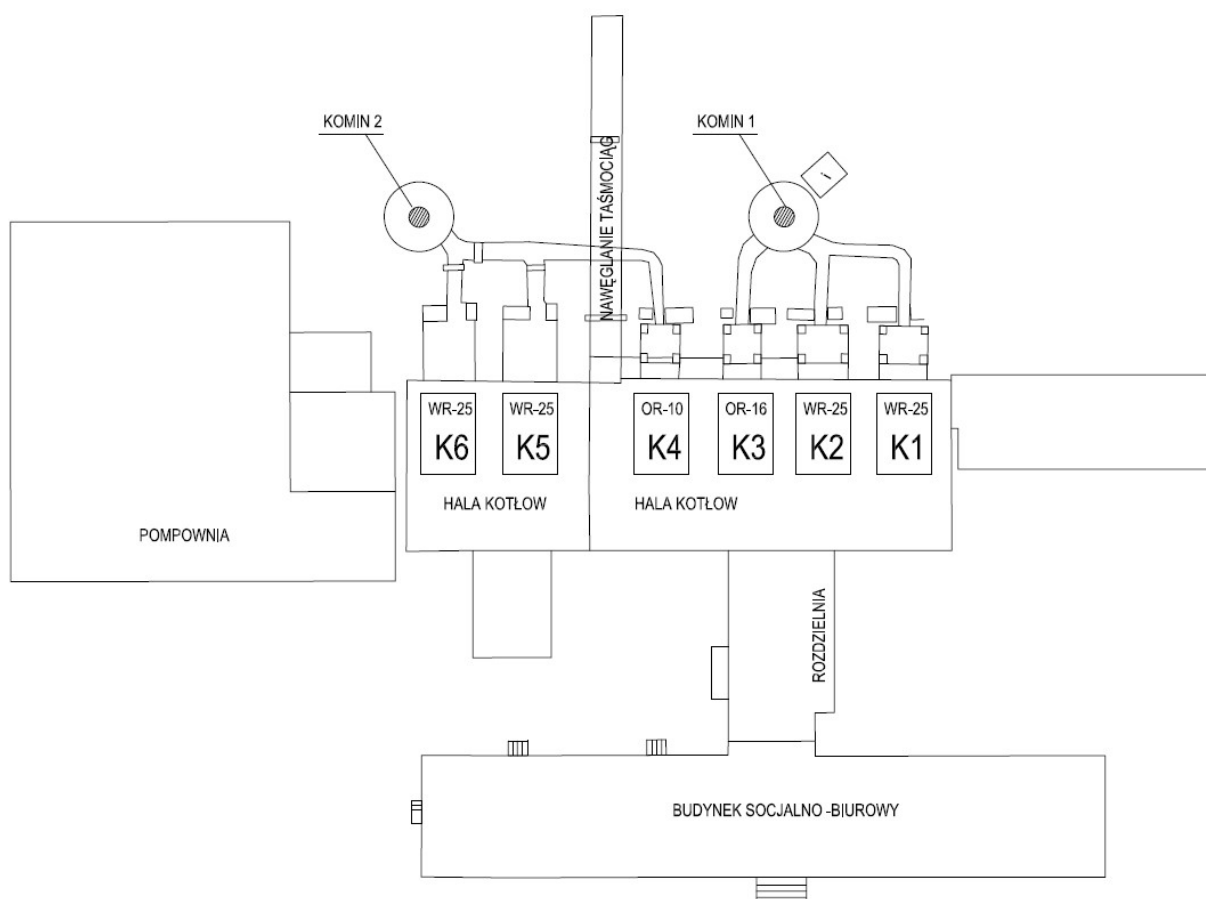 KOMIN 2
KOMIN 1
i
NAWĘGLANIE TAŚMOCIĄG
WR-25
K6
WR-25
K5
OR-10
K4
OR-16
K3
WR-25
K2
WR-25
K1
HALA KOTŁOW
HALA KOTŁOW
POMPOWNIA
ROZDZIELNIA
BUDYNEK SOCJALNO -BIUROWY